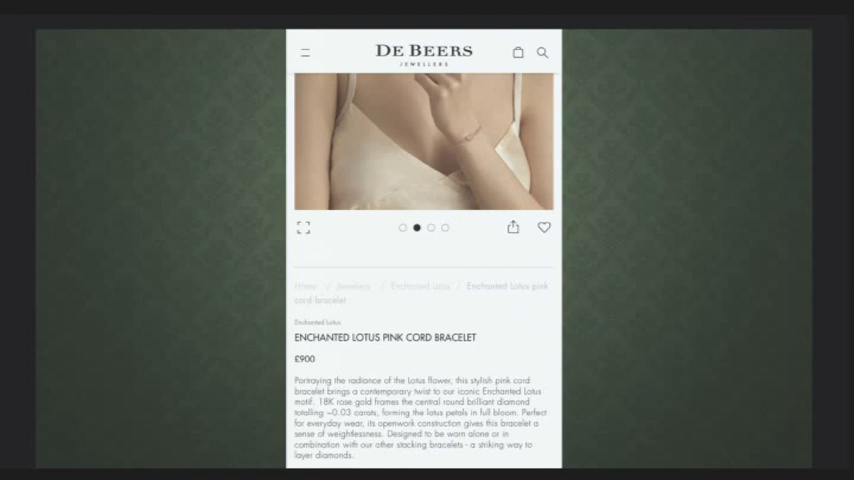 DE BEERS
JEWELLERS
Home / Jewellery / Enchanted Lotus / Enchanted Lotus pink
cord bracelet
Enchanted Lotus
ENCHANTED LOTUS PINK CORD BRACELET
£900
Portraying the radiance of the Lotus flower, this stylish pink cord
bracelet brings a contemporary twist to our iconic Enchanted Lotus
motif. 18K rose gold frames the central round brilliant diamond
totalling ~0.03 carats, forming the lotus petals in full bloom. Perfect
for everyday wear, its openwork construction gives this bracelet a
sense of weightlessness. Designed to be worn alone or in
combination with our other stacking bracelets - a striking way to
layer diamonds.